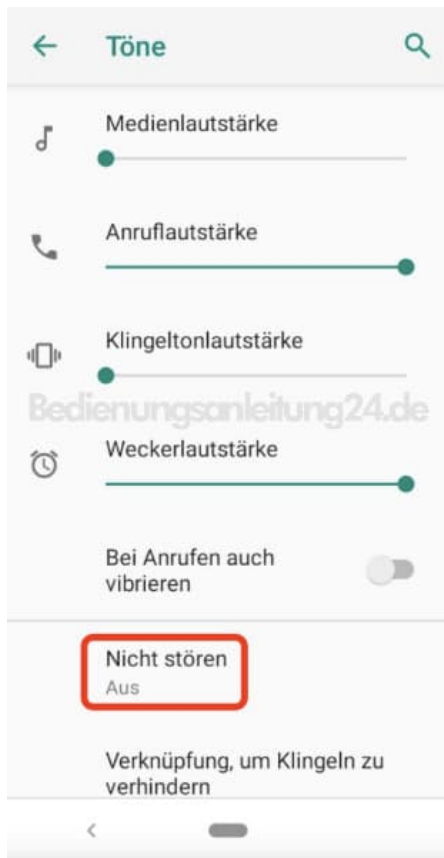 Töne
Medienlautstärke
Anruflautstärke
Klingeltonlautstärke
Bedienungsanleitung24.de
Weckerlautstärke
Bei Anrufen auch
vibrieren
Nicht stören
Aus
Verknüpfung, um Klingeln zu
verhindern